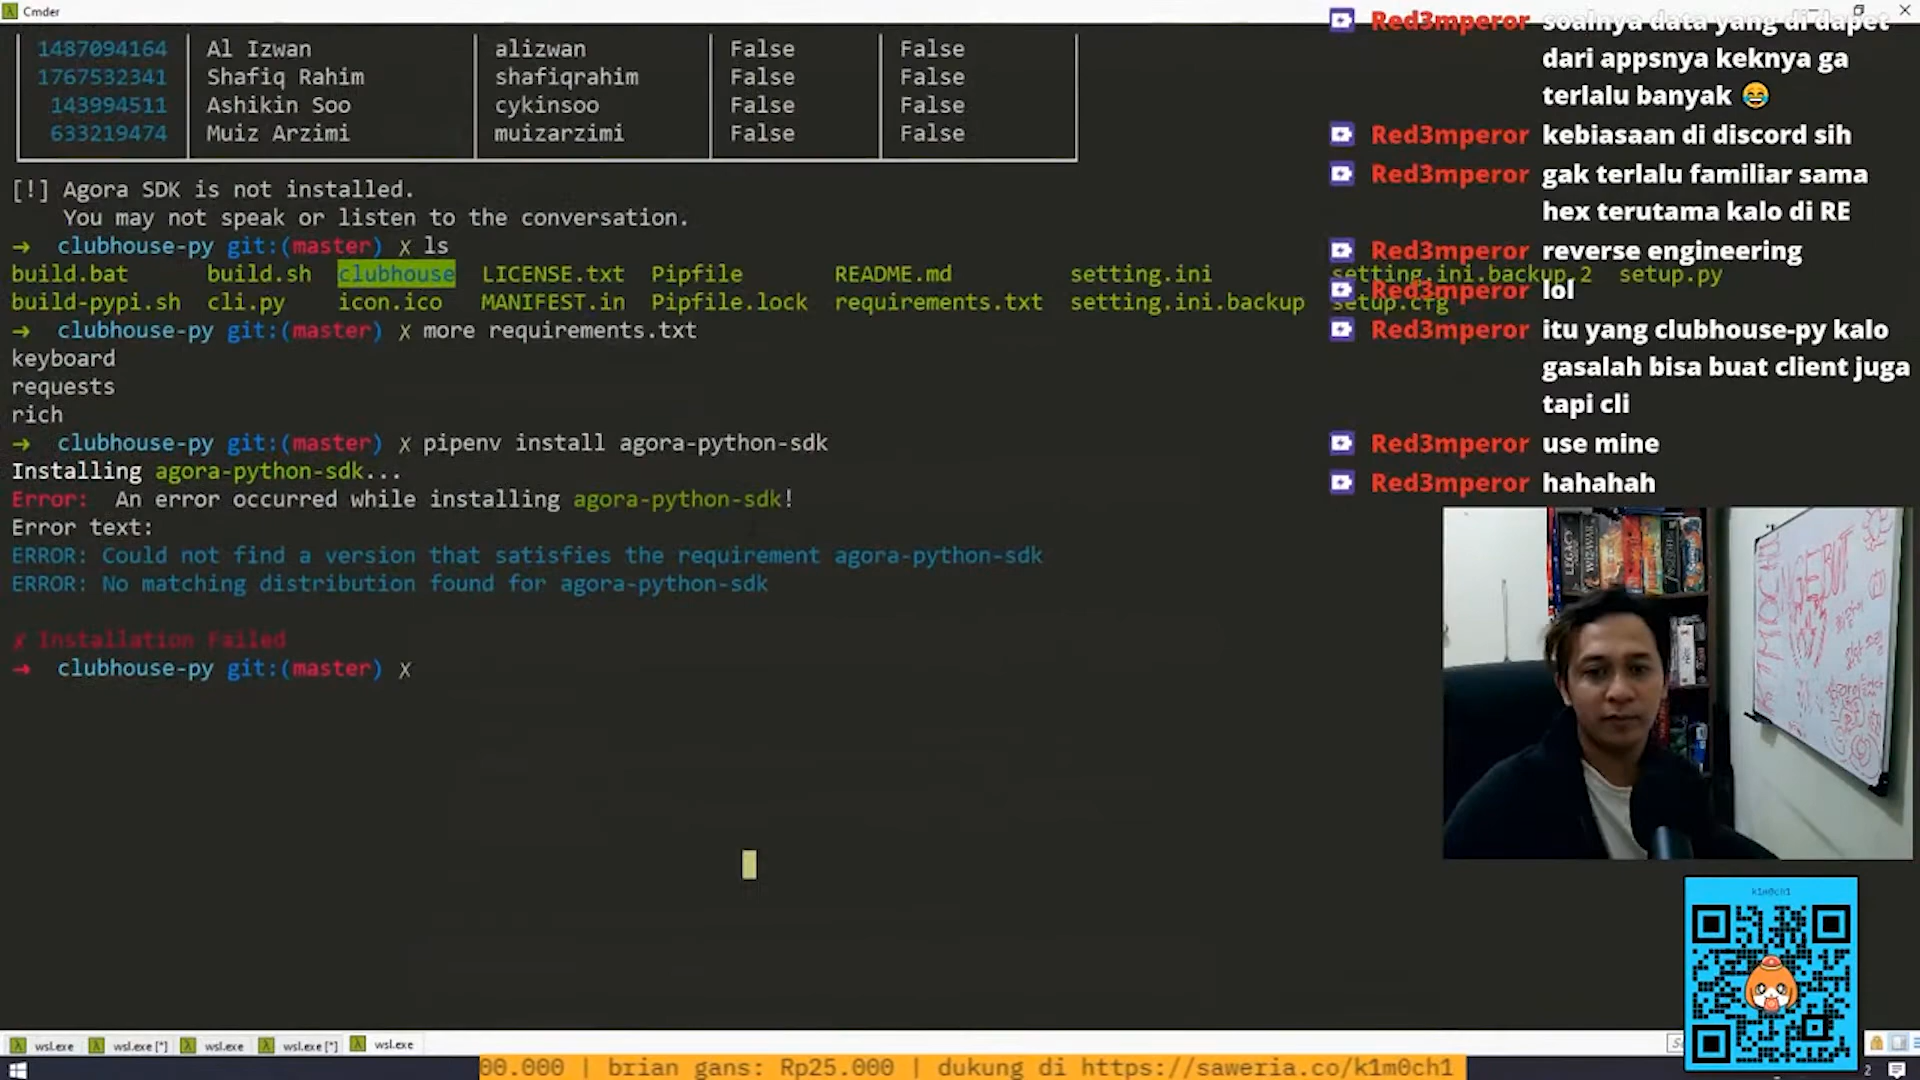 Cmder
1487094164 Al Izwan alizwan False False
1767532341 Shafiq Rahim shafiqrahim False False
143994511 Ashikin Soo cykinsoo False False
633219474 Muiz Arzimi muizarzimi False False
[!] Agora SDK is not installed.
You may not speak or listen to the conversation.
→ clubhouse-py git:(master) ✗ ls
build.bat build.sh clubhouse LICENSE.txt Pipfile README.md setting.ini setting.ini.backup.2 setup.py
build-pypi.sh cli.py icon.ico MANIFEST.in Pipfile.lock requirements.txt setting.ini.backup setup.cfg
→ clubhouse-py git:(master) ✗ more requirements.txt
keyboard
requests
rich
→ clubhouse-py git:(master) ✗ pipenv install agora-python-sdk
Installing agora-python-sdk...
Error: An error occurred while installing agora-python-sdk!
Error text:
ERROR: Could not find a version that satisfies the requirement agora-python-sdk
ERROR: No matching distribution found for agora-python-sdk
✗ Installation Failed
→ clubhouse-py git:(master) ✗
Red3mperor soalnya data yang di dapet
dari appsnya keknya ga
terlalu banyak 😂
Red3mperor kebiasaan di discord sih
Red3mperor gak terlalu familiar sama
hex terutama kalo di RE
Red3mperor reverse engineering
Red3mperor lol
Red3mperor itu yang clubhouse-py kalo
gasalah bisa buat client juga
tapi cli
Red3mperor use mine
Red3mperor hahahah
LEGACY
NGEBUT
k1m0ch1
wsl.exe wsl.exe [*] wsl.exe wsl.exe [*] wsl.exe
00.000 | brian gans: Rp25.000 | dukung di https://saweria.co/k1m0ch1
2